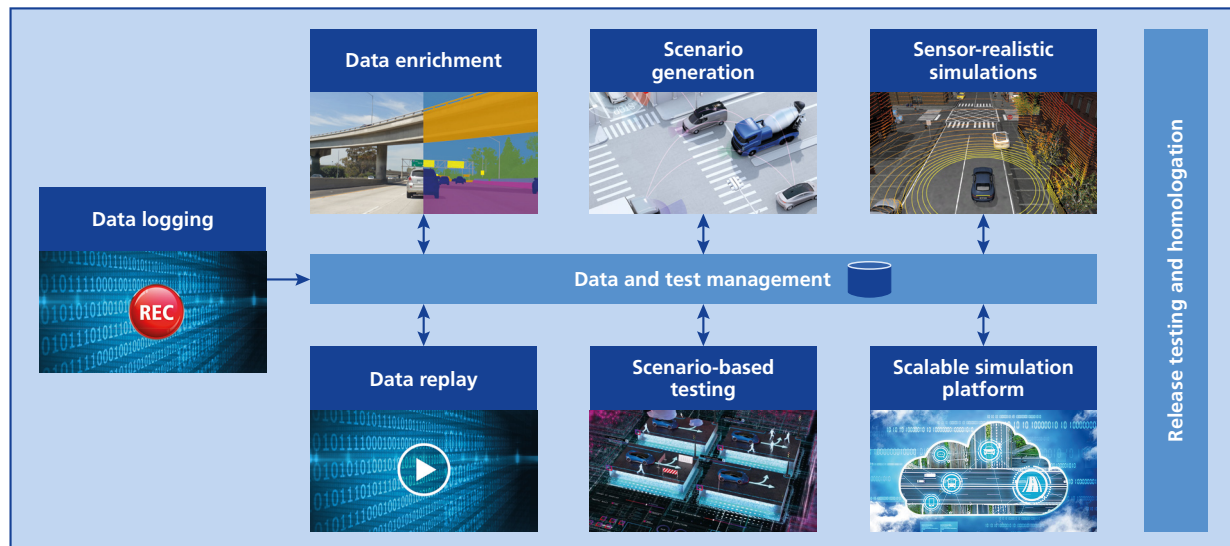 Data enrichment
Scenario
generation
Sensor-realistic
simulations
Data logging
REC
Data and test management
Data replay
Scenario-based
testing
Scalable simulation
platform
Release testing and homologation